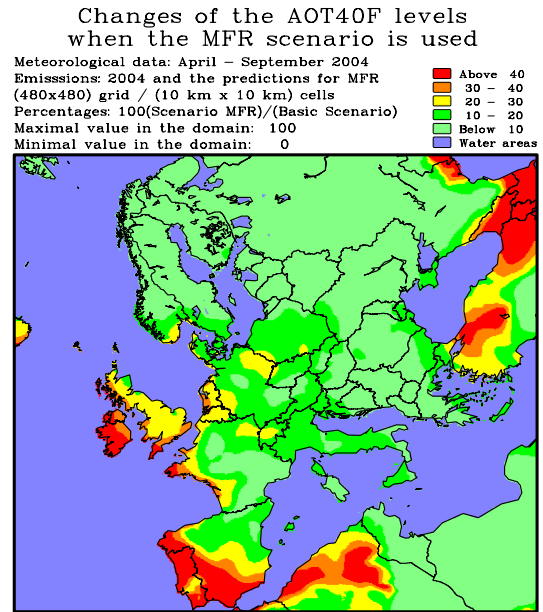 Changes of the AOT40F levels
when the MFR scenario is used
Meteorological data: April – September 2004
Emisssions: 2004 and the predictions for MFR
(480x480) grid / (10 km x 10 km) cells
Percentages: 100(Scenario MFR)/(Basic Scenario)
Maximal value in the domain: 100
Minimal value in the domain: 0
Above 40
30 – 40
20 – 30
10 – 20
Below 10
Water areas